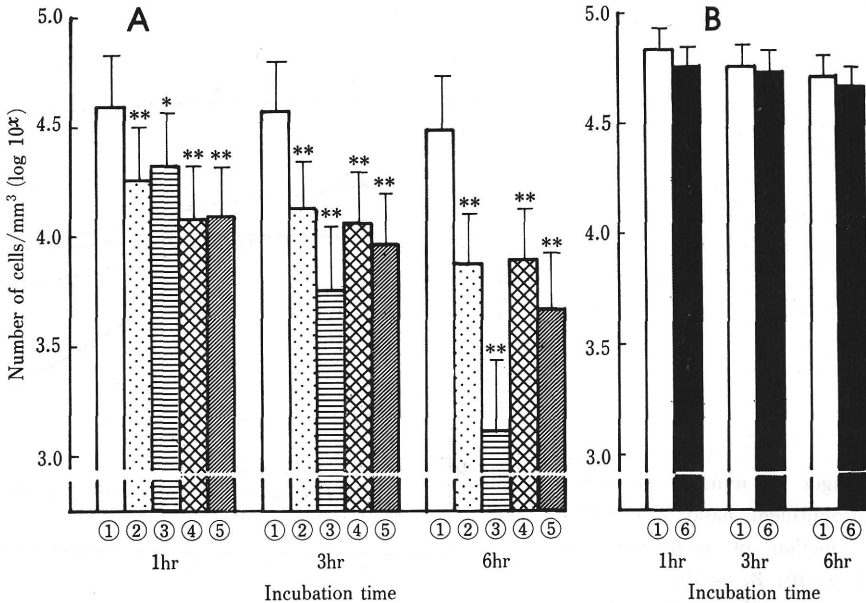 A
B
Number of cells/mm³ (log 10ˣ)
5.0
4.5
4.0
3.5
3.0
** * ** **
** ** ** **
** ** ** **
① ② ③ ④ ⑤
① ② ③ ④ ⑤
① ② ③ ④ ⑤
1hr
3hr
6hr
Incubation time
5.0
4.5
4.0
3.5
3.0
① ⑥
① ⑥
① ⑥
1hr
3hr
6hr
Incubation time